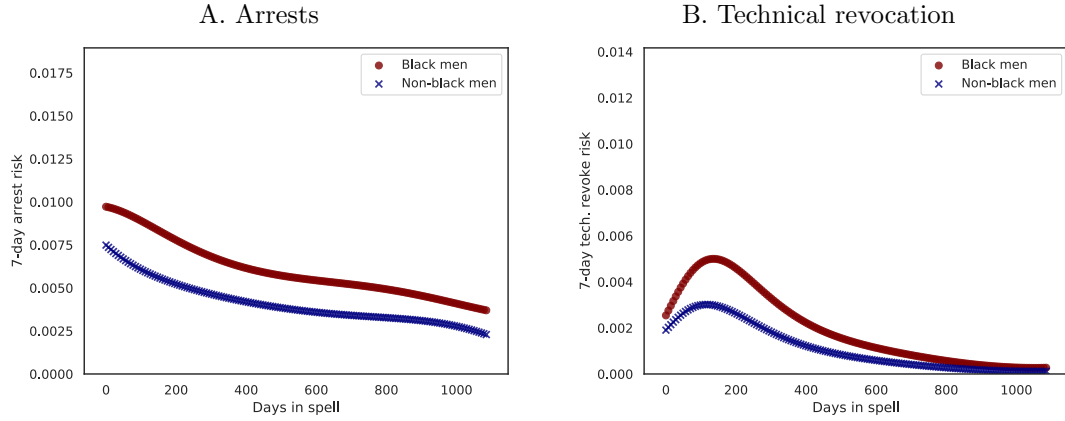 A. Arrests
0.0175
0.0150
0.0125
0.0100
0.0075
0.0050
0.0025
0.0000
7-day arrest risk
Black men
Non-black men
0 200 400 600 800 1000
Days in spell
B. Technical revocation
0.014
0.012
0.010
0.008
0.006
0.004
0.002
0.000
7-day tech. revoke risk
Black men
Non-black men
0 200 400 600 800 1000
Days in spell